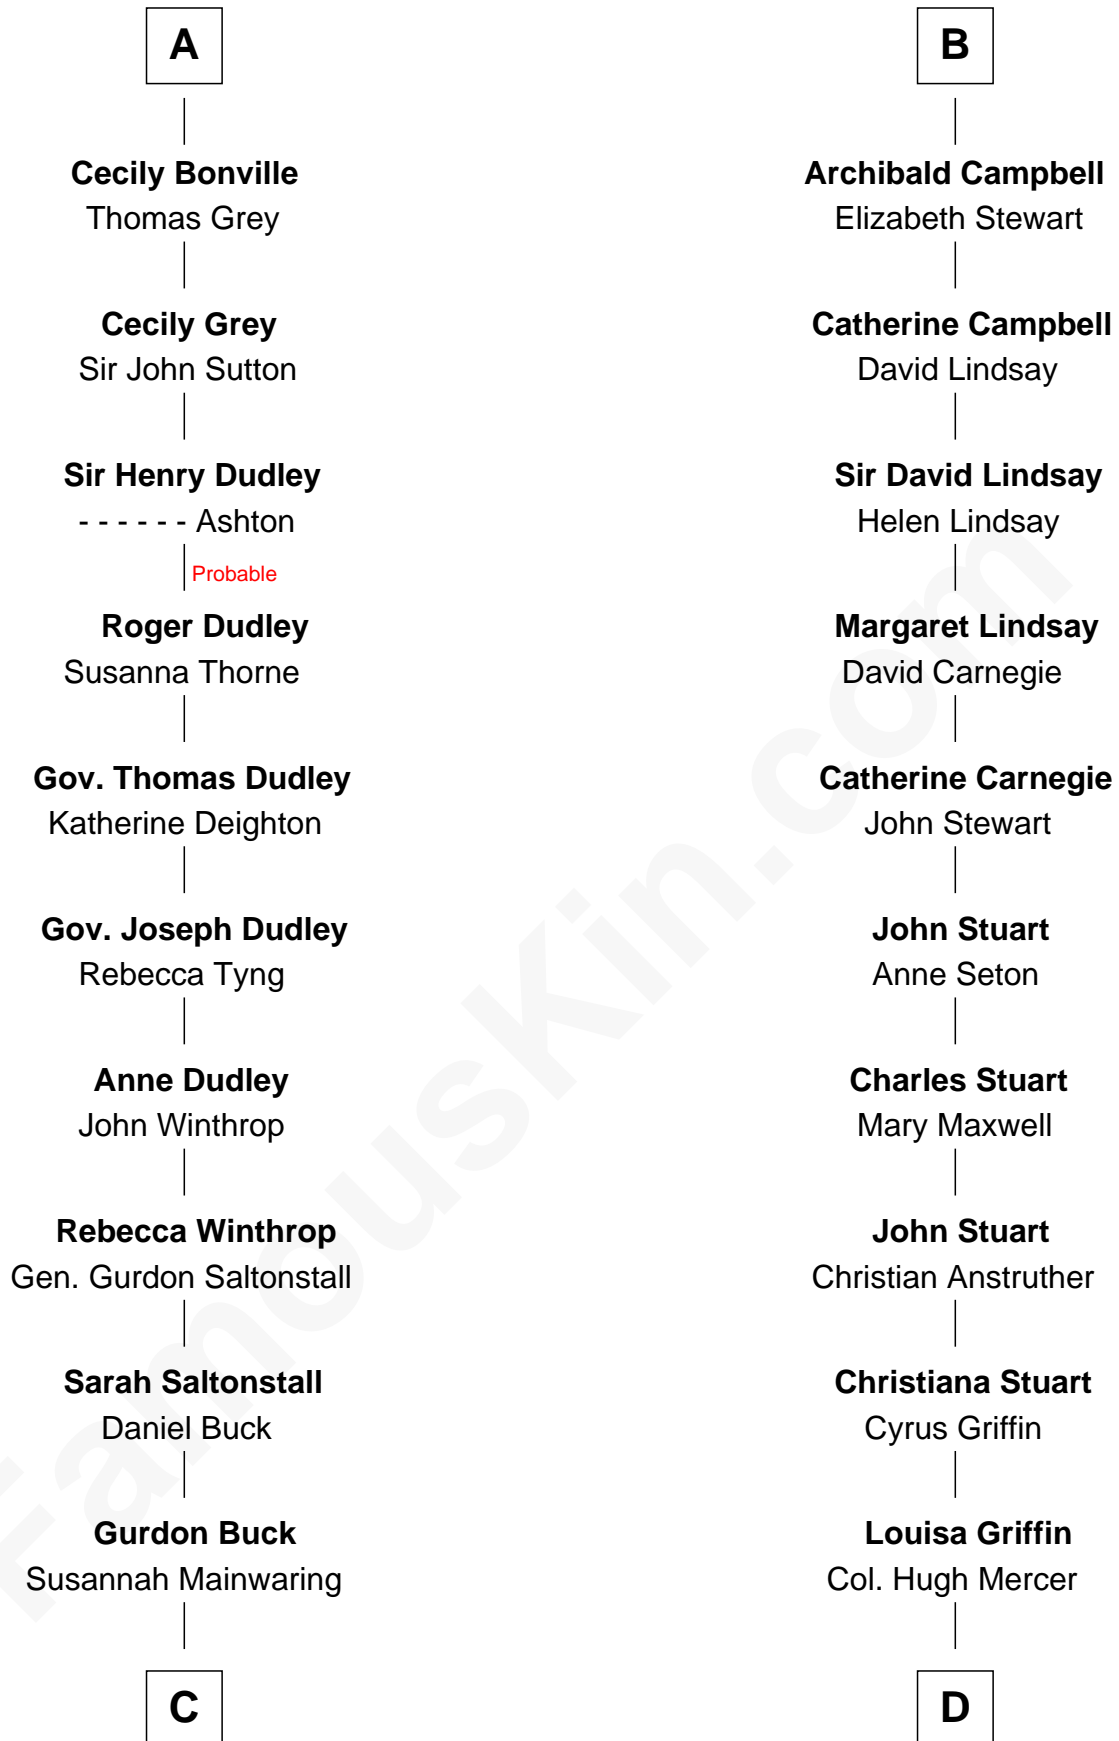 A
Cecily Bonville
Thomas Grey
Cecily Grey
Sir John Sutton
Sir Henry Dudley
- - - - - - Ashton
Probable
Roger Dudley
Susanna Thorne
Gov. Thomas Dudley
Katherine Deighton
Gov. Joseph Dudley
Rebecca Tyng
Anne Dudley
John Winthrop
Rebecca Winthrop
Gen. Gurdon Saltonstall
Sarah Saltonstall
Daniel Buck
Gurdon Buck
Susannah Mainwaring
C
B
Archibald Campbell
Elizabeth Stewart
Catherine Campbell
David Lindsay
Sir David Lindsay
Helen Lindsay
Margaret Lindsay
David Carnegie
Catherine Carnegie
John Stewart
John Stuart
Anne Seton
Charles Stuart
Mary Maxwell
John Stuart
Christian Anstruther
Christiana Stuart
Cyrus Griffin
Louisa Griffin
Col. Hugh Mercer
D
FamousKin.com